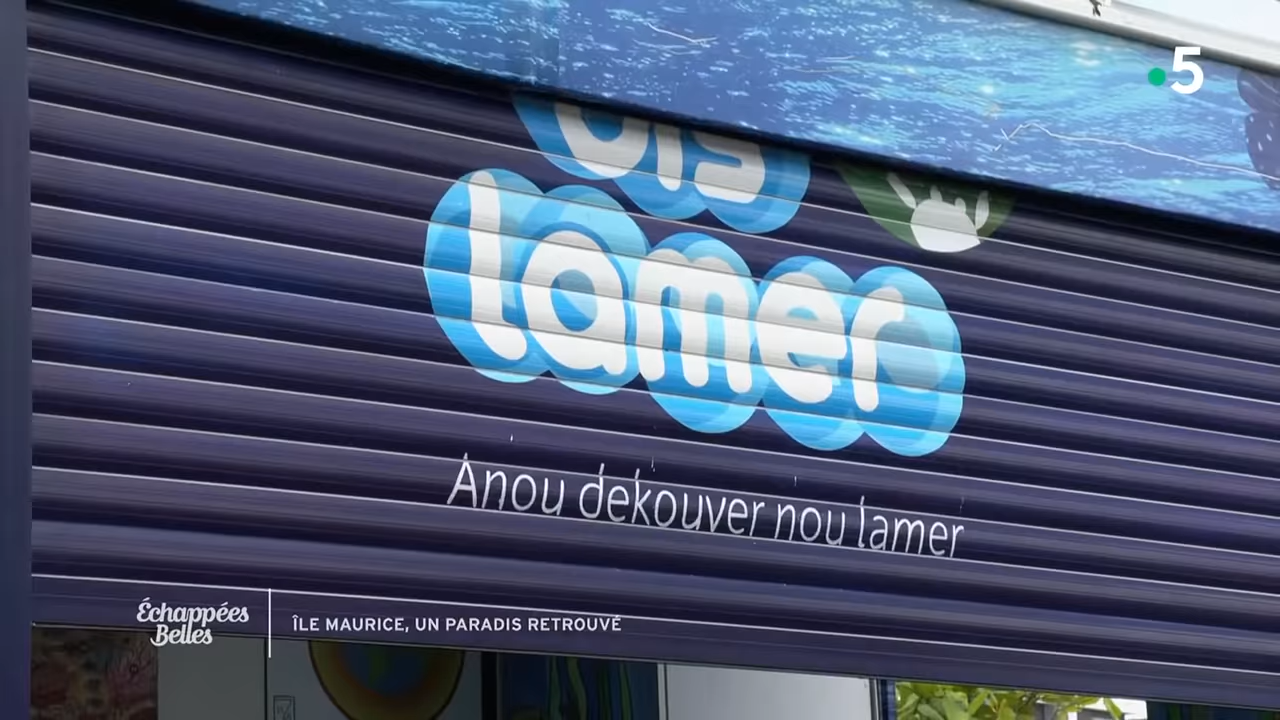 5
lamer
Anou dekouver nou lamer
Échappées
Belles
ÎLE MAURICE, UN PARADIS RETROUVÉ